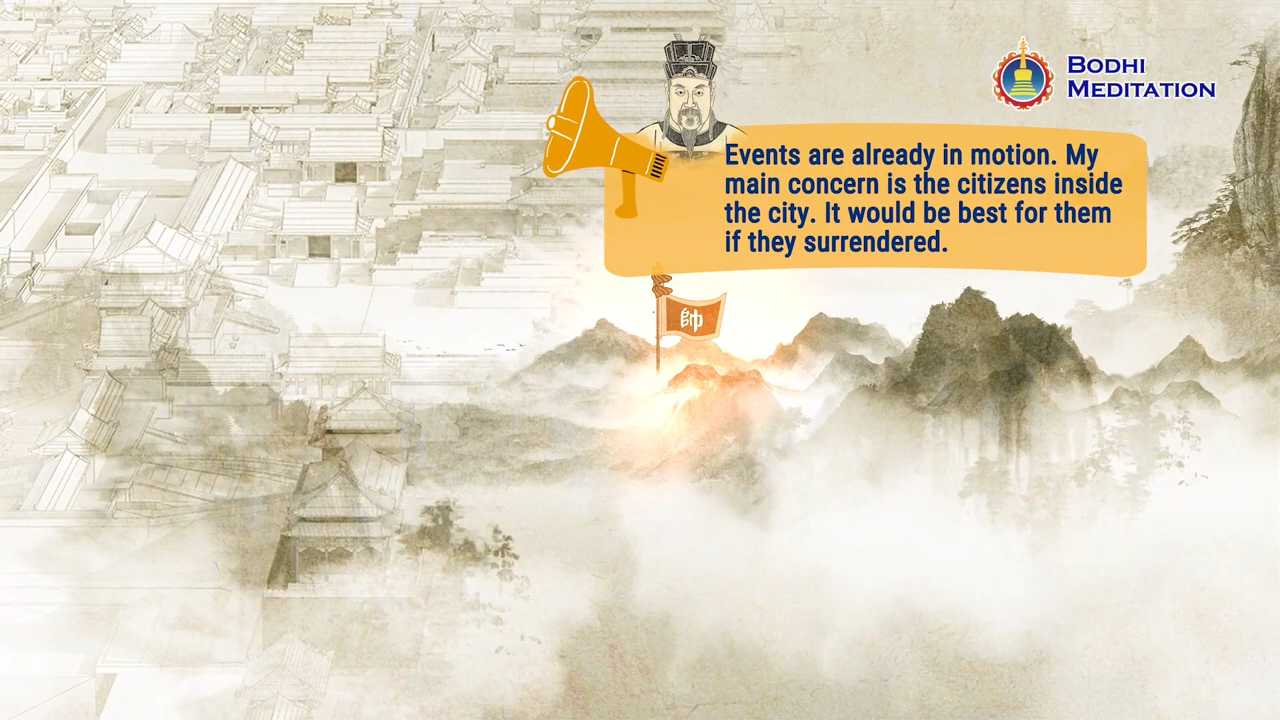 BODHI
MEDITATION
Events are already in motion. My
main concern is the citizens inside
the city. It would be best for them
if they surrendered.
帥